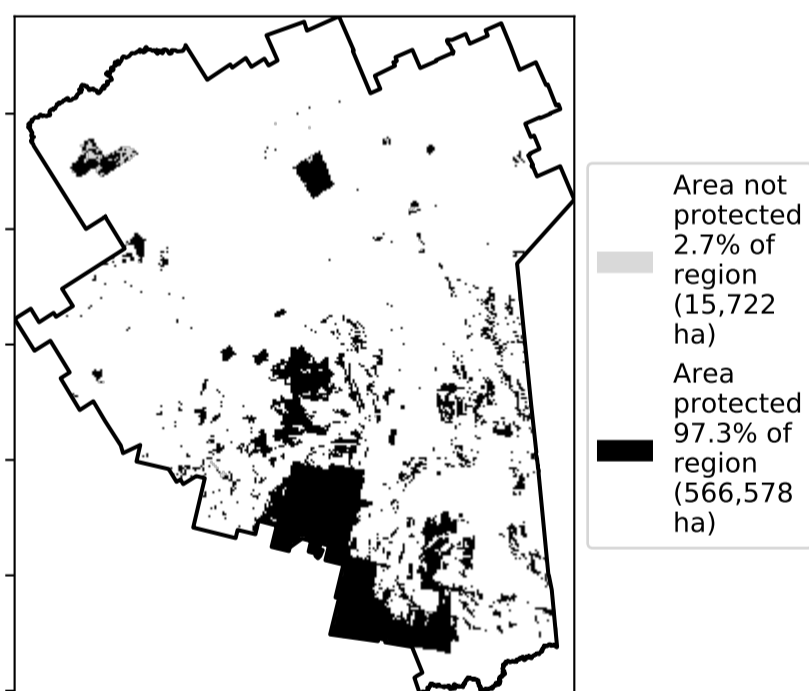 Area not
protected
2.7% of
region
(15,722
ha)
Area
protected
97.3% of
region
(566,578
ha)